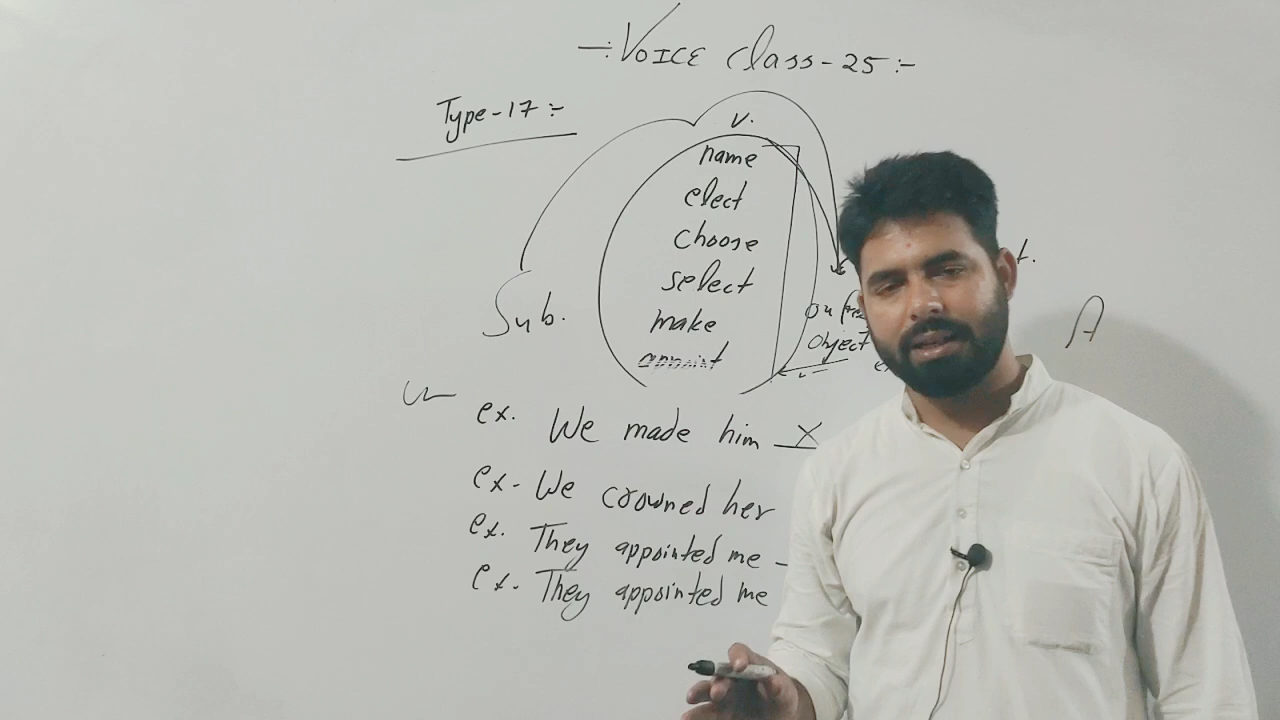 -: VOICE Class-25 :-
Type-17 :-
V.
name
elect
choose
select
make
appoint
Sub.
Object
A
ex. We made him X
ex- We crowned her
ex. They appointed me -
ex- They appointed me